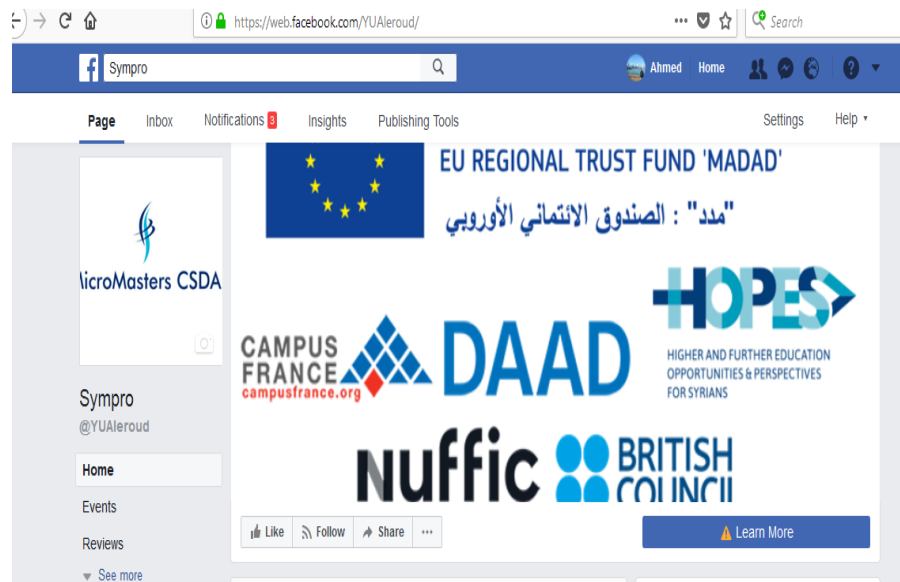 https://web.facebook.com/YUAleroud/
Search
Sympro
Ahmed Home
Page Inbox Notifications 3 Insights Publishing Tools Settings Help
EU REGIONAL TRUST FUND 'MADAD'
"مدد" : الصندوق الائتماني الأوروبي
MicroMasters CSDA
HOPES
CAMPUS
FRANCE
campusfrance.org
DAAD
HIGHER AND FURTHER EDUCATION
OPPORTUNITIES & PERSPECTIVES
FOR SYRIANS
Sympro
@YUAleroud
nuffic
BRITISH
COUNCIL
Home
Events
Reviews
See more
Like Follow Share ... Learn More